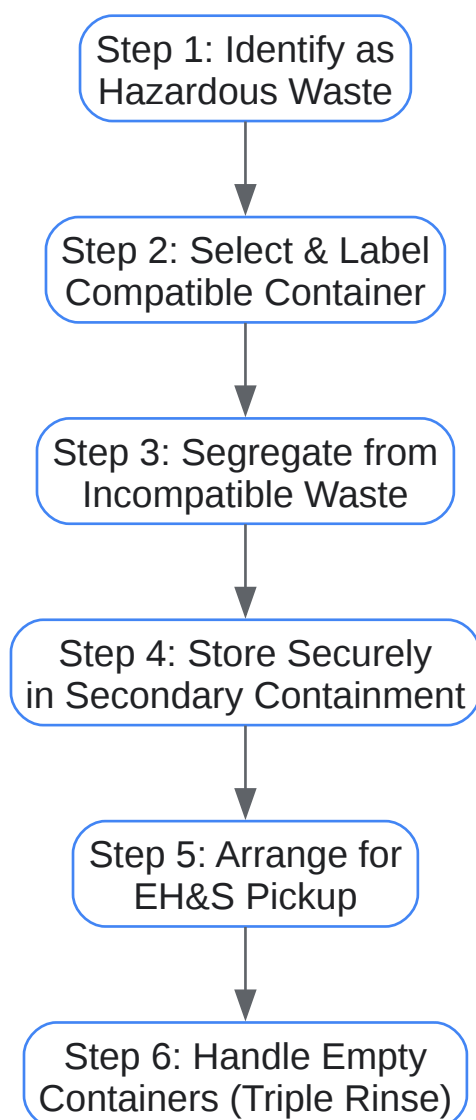 Step 1: Identify as
Hazardous Waste
Step 2: Select & Label
Compatible Container
Step 3: Segregate from
Incompatible Waste
Step 4: Store Securely
in Secondary Containment
Step 5: Arrange for
EH&S Pickup
Step 6: Handle Empty
Containers (Triple Rinse)